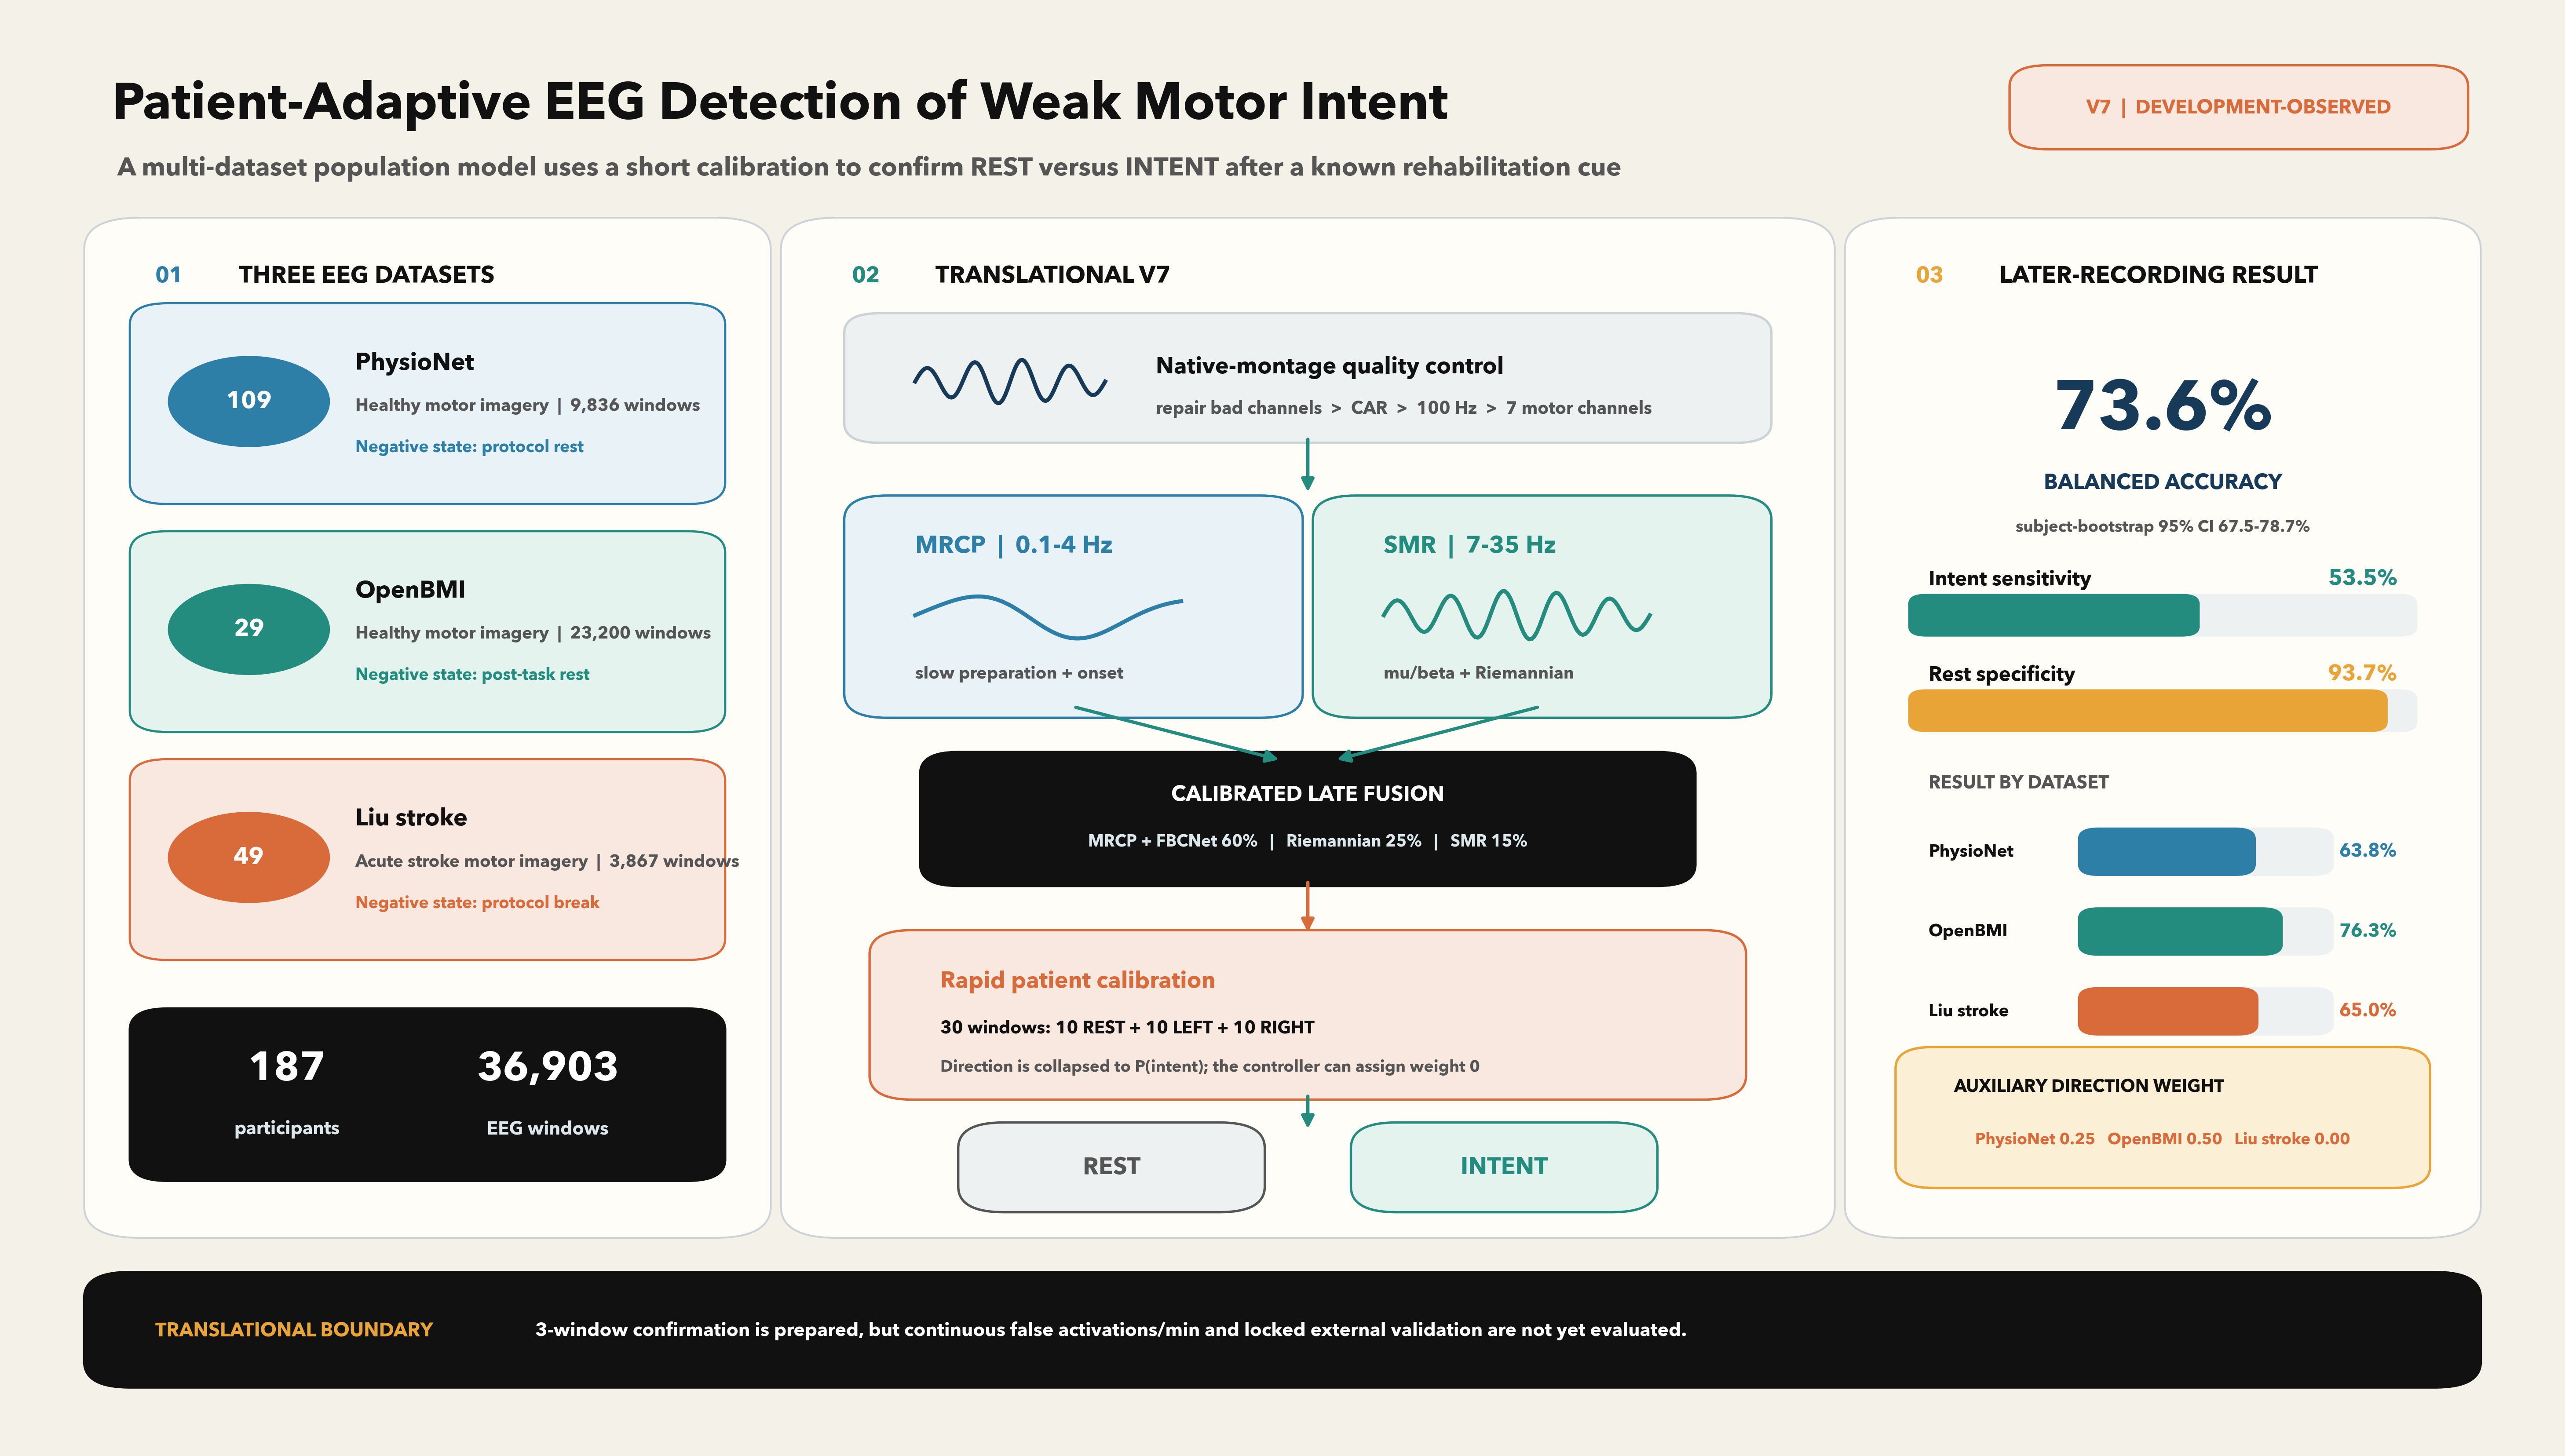 Patient-Adaptive EEG Detection of Weak Motor Intent
V7 | DEVELOPMENT-OBSERVED
A multi-dataset population model uses a short calibration to confirm REST versus INTENT after a known rehabilitation cue
01 THREE EEG DATASETS
109
PhysioNet
Healthy motor imagery | 9,836 windows
Negative state: protocol rest
29
OpenBMI
Healthy motor imagery | 23,200 windows
Negative state: post-task rest
49
Liu stroke
Acute stroke motor imagery | 3,867 windows
Negative state: protocol break
187
participants
36,903
EEG windows
02 TRANSLATIONAL V7
Native-montage quality control
repair bad channels > CAR > 100 Hz > 7 motor channels
MRCP | 0.1-4 Hz
slow preparation + onset
SMR | 7-35 Hz
mu/beta + Riemannian
CALIBRATED LATE FUSION
MRCP + FBCNet 60% | Riemannian 25% | SMR 15%
Rapid patient calibration
30 windows: 10 REST + 10 LEFT + 10 RIGHT
Direction is collapsed to P(intent); the controller can assign weight 0
REST
INTENT
03 LATER-RECORDING RESULT
73.6%
BALANCED ACCURACY
subject-bootstrap 95% CI 67.5-78.7%
Intent sensitivity 53.5%
Rest specificity 93.7%
RESULT BY DATASET
PhysioNet 63.8%
OpenBMI 76.3%
Liu stroke 65.0%
AUXILIARY DIRECTION WEIGHT
PhysioNet 0.25 OpenBMI 0.50 Liu stroke 0.00
TRANSLATIONAL BOUNDARY 3-window confirmation is prepared, but continuous false activations/min and locked external validation are not yet evaluated.